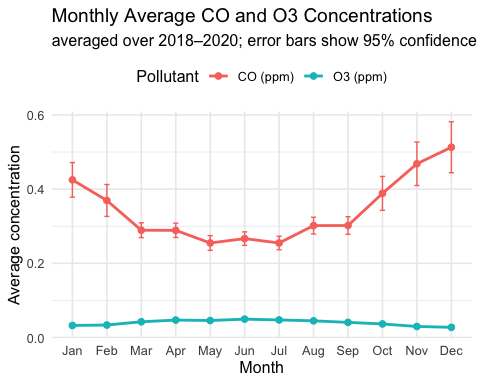 Monthly Average CO and O3 Concentrations
averaged over 2018–2020; error bars show 95% confidence
Pollutant CO (ppm) O3 (ppm)
Average concentration
0.6
0.4
0.2
0.0
Jan Feb Mar Apr May Jun Jul Aug Sep Oct Nov Dec
Month